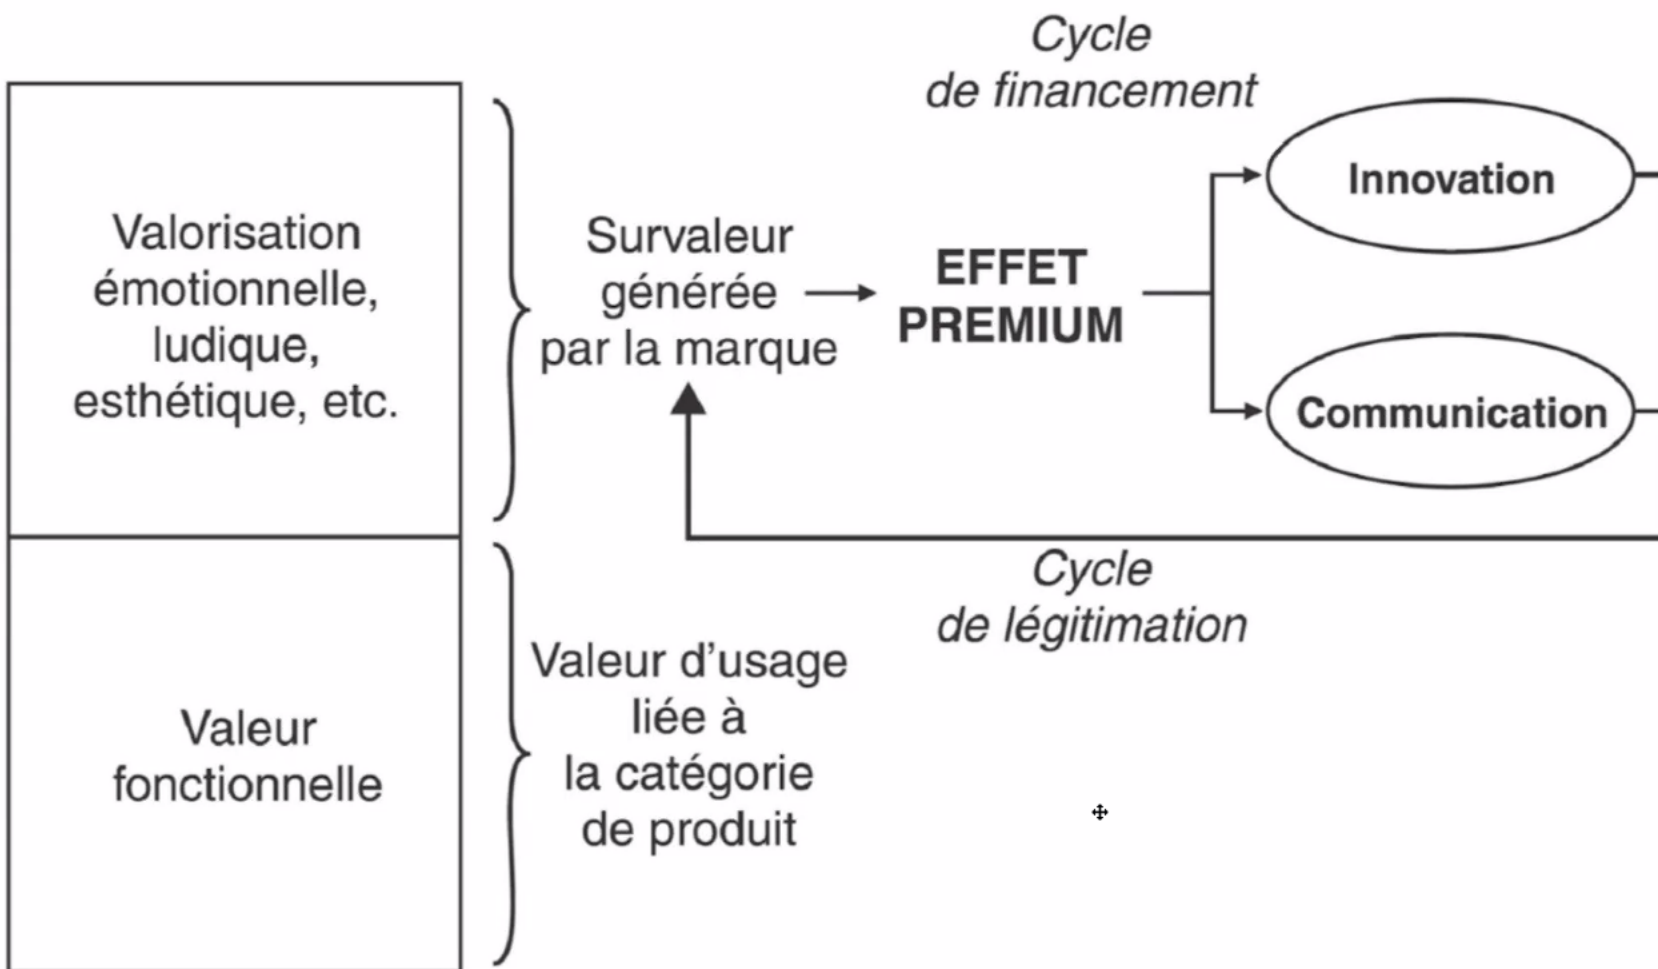 Cycle
de financement
Valorisation
émotionnelle,
ludique,
esthétique, etc.
Survaleur
générée
par la marque
EFFET
PREMIUM
Innovation
Communication
Cycle
de légitimation
Valeur
fonctionnelle
Valeur d’usage
liée à
la catégorie
de produit